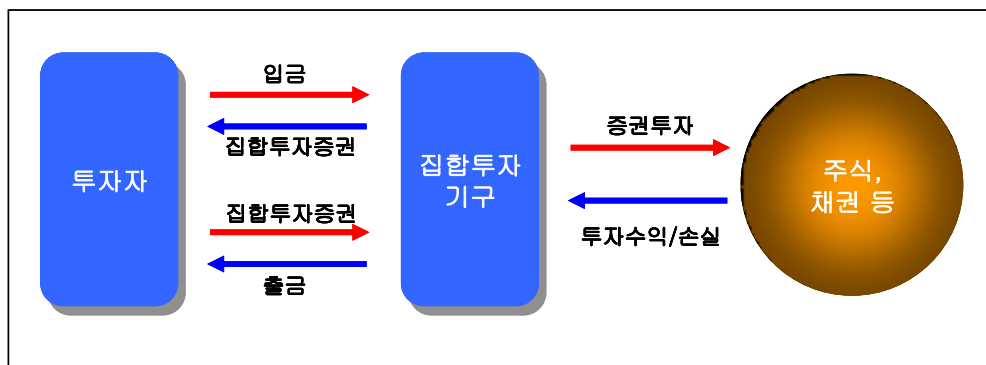 투자자
입금
집합투자증권
집합투자증권
출금
집합투자
기구
증권투자
투자수익/손실
주식,
채권 등